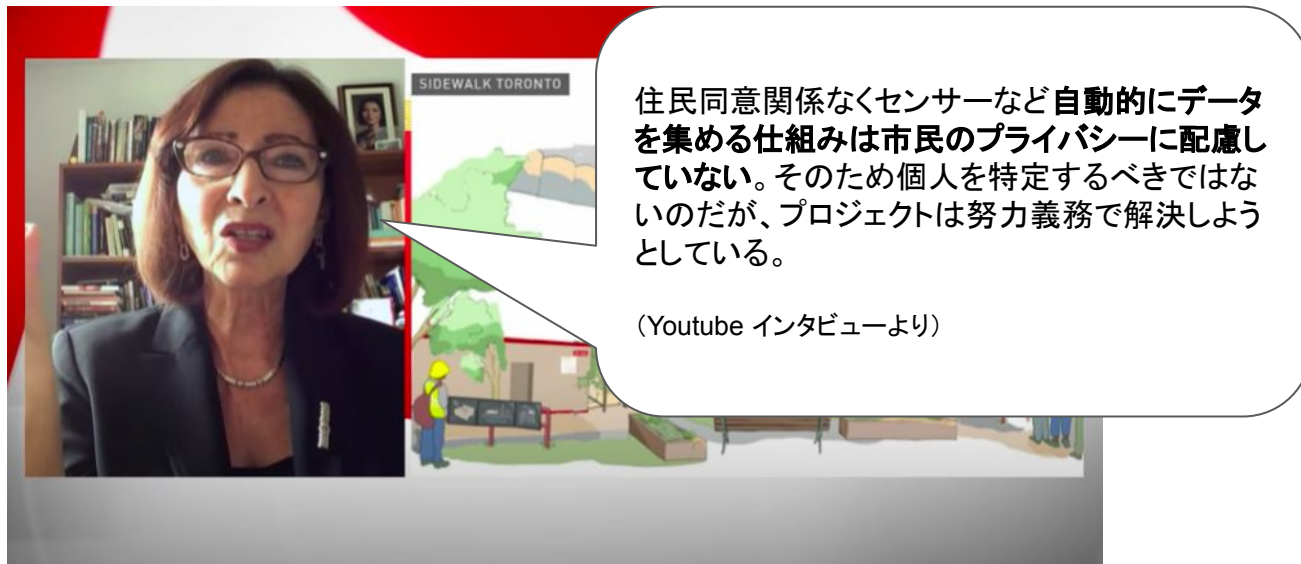 SIDEWALK TORONTO
住民同意関係なくセンサーなど自動的にデータ
を集める仕組みは市民のプライバシーに配慮し
ていない。そのため個人を特定するべきではな
いのだが、プロジェクトは努力義務で解決しよう
としている。
（Youtube インタビューより）